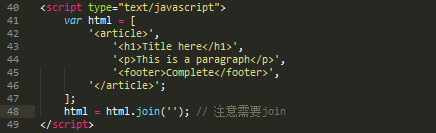 40 <script type="text/javascript">
41 var html = [
42 '<article>',
43 '<h1>Title here</h1>',
44 '<p>This is a paragraph</p>',
45 '<footer>Complete</footer>',
46 '</article>';
47 ];
48 html = html.join(''); // 注意需要join
49 </script>